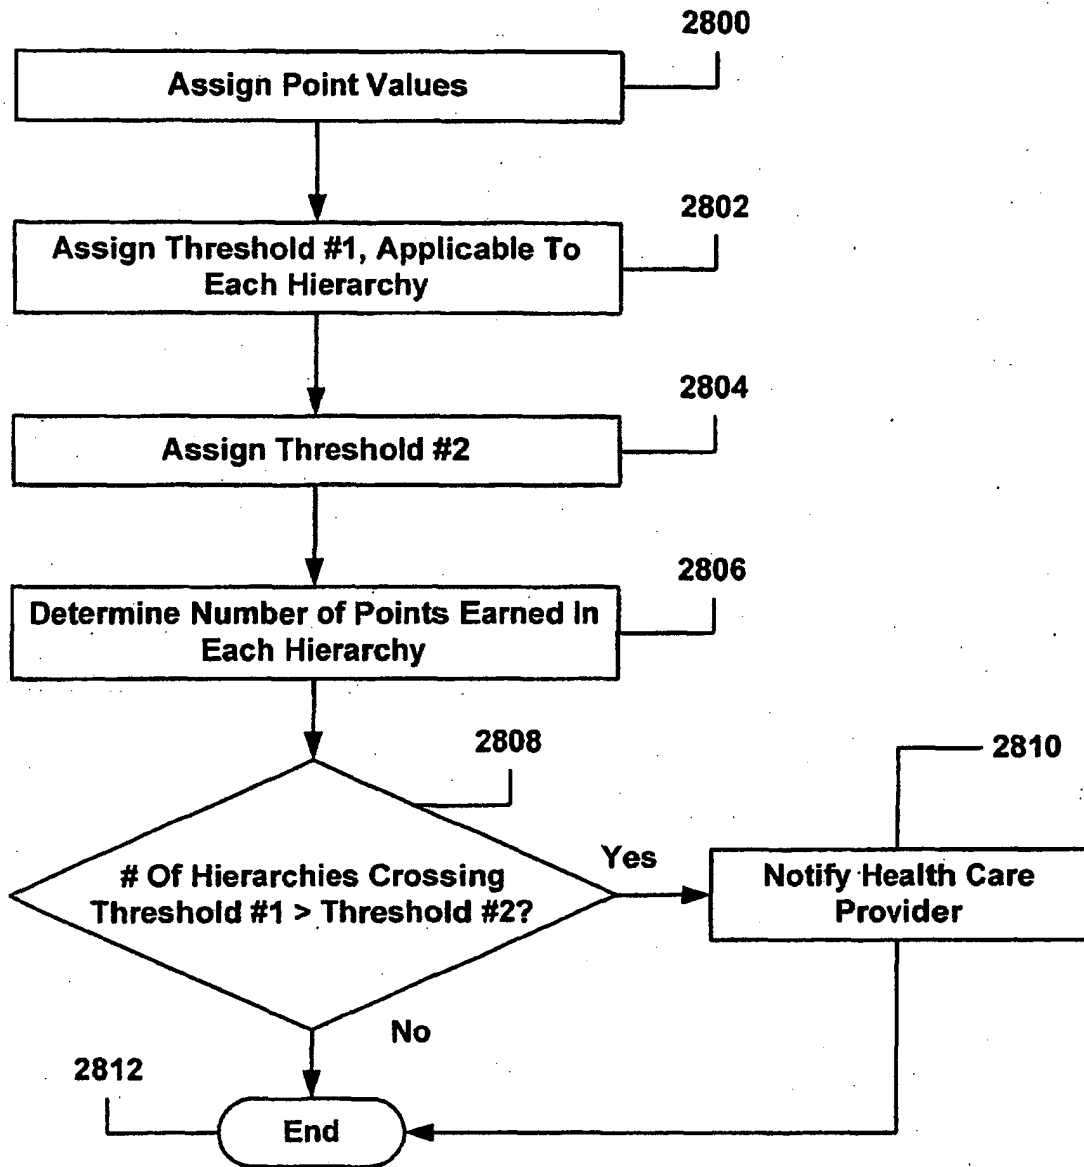 2800
Assign Point Values
2802
Assign Threshold #1, Applicable To
Each Hierarchy
2804
Assign Threshold #2
2806
Determine Number of Points Earned In
Each Hierarchy
2808
2810
# Of Hierarchies Crossing
Threshold #1 > Threshold #2?
Yes
Notify Health Care
Provider
No
2812
End